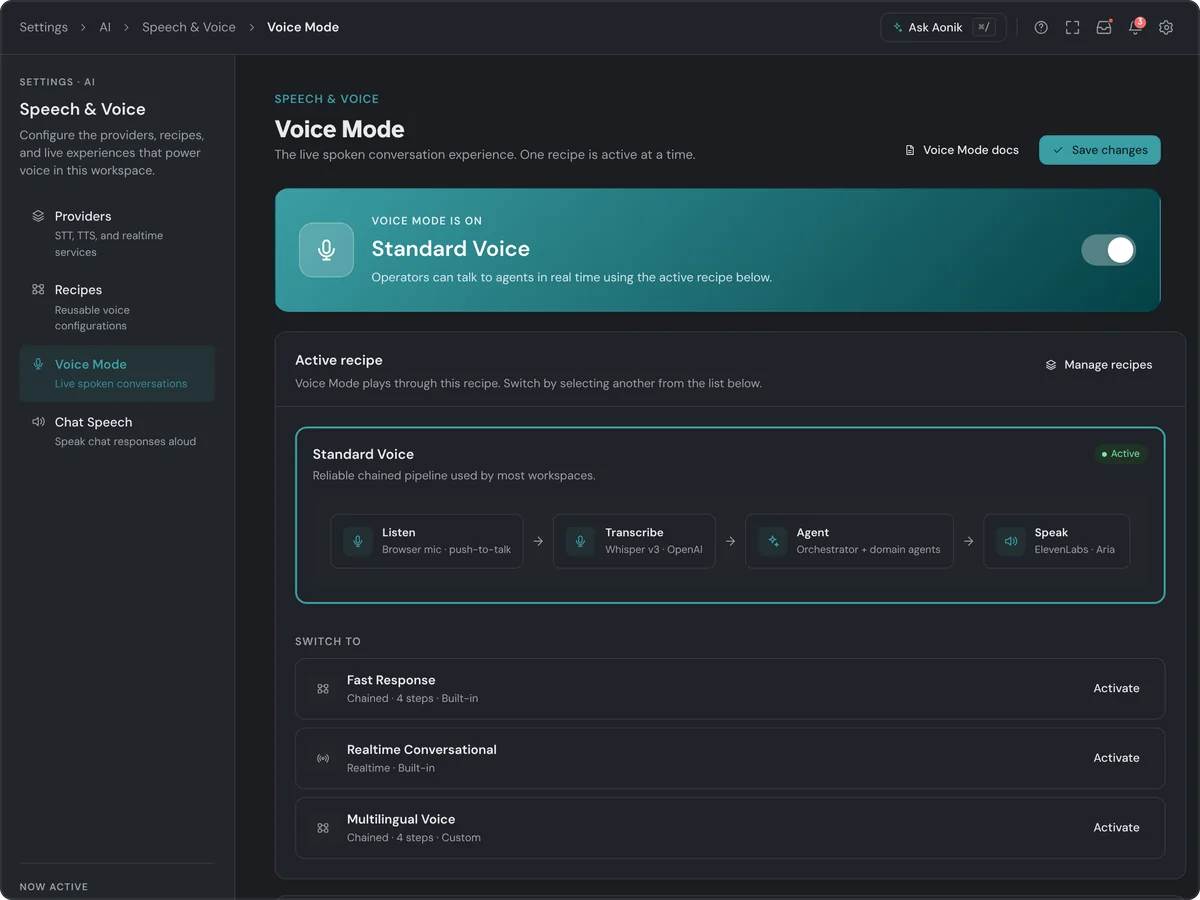 Settings > AI > Speech & Voice > Voice Mode
Ask Aonik ⌘/
3
SETTINGS · AI
Speech & Voice
Configure the providers, recipes,
and live experiences that power
voice in this workspace.
Providers
STT, TTS, and realtime
services
Recipes
Reusable voice
configurations
Voice Mode
Live spoken conversations
Chat Speech
Speak chat responses aloud
NOW ACTIVE
SPEECH & VOICE
Voice Mode
The live spoken conversation experience. One recipe is active at a time.
Voice Mode docs
Save changes
VOICE MODE IS ON
Standard Voice
Operators can talk to agents in real time using the active recipe below.
Active recipe
Voice Mode plays through this recipe. Switch by selecting another from the list below.
Manage recipes
Standard Voice
Reliable chained pipeline used by most workspaces.
Active
Listen
Browser mic · push-to-talk
Transcribe
Whisper v3 · OpenAI
Agent
Orchestrator + domain agents
Speak
ElevenLabs · Aria
SWITCH TO
Fast Response
Chained · 4 steps · Built-in
Activate
Realtime Conversational
Realtime · Built-in
Activate
Multilingual Voice
Chained · 4 steps · Custom
Activate